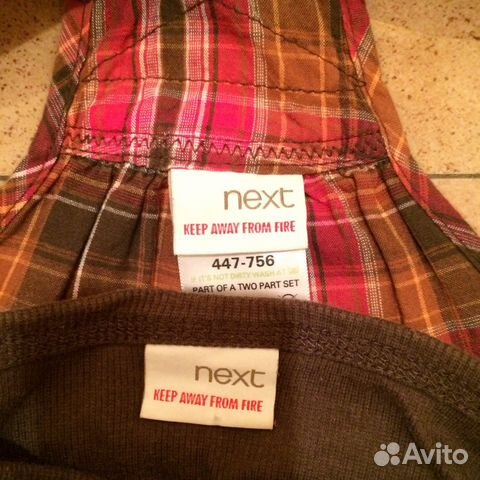 next
KEEP AWAY FROM FIRE
447-756
IF IT'S NOT DIRTY WASH AT 30
PART OF A TWO PART SET
next
KEEP AWAY FROM FIRE
Avito